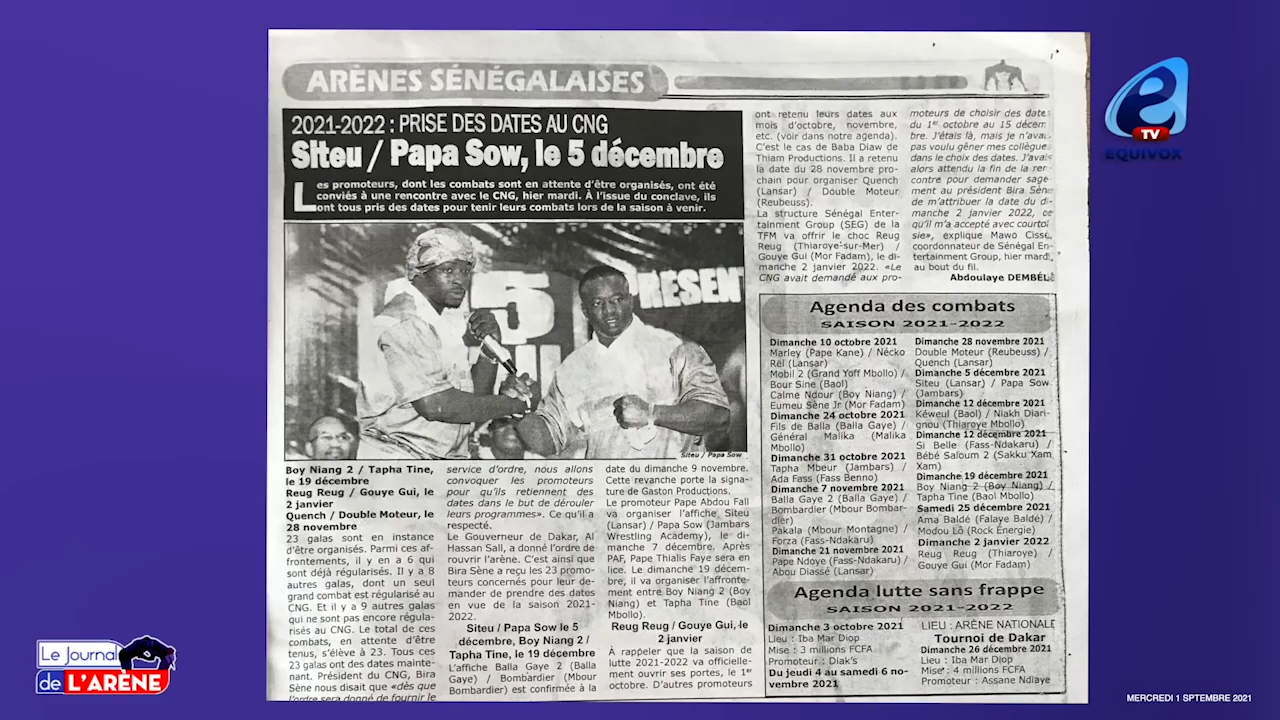 ARÈNES SÉNÉGALAISES
2021-2022 : PRISE DES DATES AU CNG
Siteu / Papa Sow, le 5 décembre
Les promoteurs, dont les combats sont en attente d'être organisés, ont été
conviés à une rencontre avec le CNG, hier mardi. À l'issue du conclave, ils
ont tous pris des dates pour tenir leurs combats lors de la saison à venir.
5 PRESENT
Siteu / Papa Sow
Boy Niang 2 / Tapha Tine,
le 19 décembre
Reug Reug / Gouye Gui, le
2 janvier
Quench / Double Moteur, le
28 novembre
23 galas sont en instance
d'être organisés. Parmi ces af-
frontements, il y en a 6 qui
sont déjà régularisés. Il y a 8
autres galas, dont un seul
grand combat est régularisé au
CNG. Et il y a 9 autres galas
qui ne sont pas encore régula-
risés au CNG. Le total de ces
combats, en attente d'être
tenus, s'élève à 23. Tous ces
23 galas ont des dates mainte-
nant. Président du CNG, Bira
Sène nous disait que «dès que
l'ordre sera donné de fournir le
service d'ordre, nous allons
convoquer les promoteurs
pour qu'ils retiennent des
dates dans le but de dérouler
leurs programmes». Ce qu'il a
respecté.
Le Gouverneur de Dakar, Al
Hassan Sall, a donné l'ordre de
rouvrir l'arène. C'est ainsi que
Bira Sène a reçu les 23 promo-
teurs concernés pour leur de-
mander de prendre des dates
en vue de la saison 2021-
2022.
Siteu / Papa Sow le 5
décembre, Boy Niang 2 /
Tapha Tine, le 19 décembre
L'affiche Balla Gaye 2 (Balla
Gaye) / Bombardier (Mbour
Bombardier) est confirmée à la
date du dimanche 9 novembre.
Cette revanche porte la signa-
ture de Gaston Productions.
Le promoteur Pape Abdou Fall
va organiser l'affiche Siteu
(Lansar) / Papa Sow (Jambars
Wrestling Academy), le di-
manche 7 décembre. Après
PAF, Pape Thialis Faye sera en
lice. Le dimanche 19 décem-
bre, il va organiser l'affronte-
ment entre Boy Niang 2 (Boy
Niang) et Tapha Tine (Baol
Mbollo).
Reug Reug / Gouye Gui, le
2 janvier
À rappeler que la saison de
lutte 2021-2022 va officielle-
ment ouvrir ses portes, le 1er
octobre. D'autres promoteurs
ont retenu leurs dates aux
mois d'octobre, novembre,
etc. (voir dans notre agenda).
C'est le cas de Baba Diaw de
Thiam Productions. Il a retenu
la date du 28 novembre pro-
chain pour organiser Quench
(Lansar) / Double Moteur
(Reubeuss).
La structure Sénégal Enter-
tainment Group (SEG) de la
TFM va offrir le choc Reug
Reug (Thiaroye-sur-Mer) /
Gouye Gui (Mor Fadam), le di-
manche 2 janvier 2022. «Le
CNG avait demandé aux pro-
moteurs de choisir des dates
du 1er octobre au 15 décem-
bre. J'étais là, mais je n'avais
pas voulu gêner mes collègues
dans le choix des dates. J'avais
alors attendu la fin de la ren-
contre pour demander sage-
ment au président Bira Sène
de m'attribuer la date du di-
manche 2 janvier 2022, ce
qu'il m'a accepté avec courtoi-
sie», explique Mawo Cissé,
coordonnateur de Sénégal En-
tertainment Group, hier mardi,
au bout du fil.
Abdoulaye DEMBÉLÉ
Agenda des combats
SAISON 2021-2022
Dimanche 10 octobre 2021
Marley (Pape Kane) / Nécko
Rél (Lansar)
Mobil 2 (Grand Yoff Mbollo) /
Bour Sine (Baol)
Calme Ndour (Boy Niang) /
Eumeu Sène Jr (Mor Fadam)
Dimanche 24 octobre 2021
Fils de Balla (Balla Gaye) /
Général Malika (Malika
Mbollo)
Dimanche 31 octobre 2021
Tapha Mbeur (Jambars) /
Ada Fass (Fass Benno)
Dimanche 7 novembre 2021
Balla Gaye 2 (Balla Gaye) /
Bombardier (Mbour Bombar-
dier)
Pakala (Mbour Montagne) /
Forza (Fass-Ndakaru)
Dimanche 21 novembre 2021
Pape Ndoye (Fass-Ndakaru) /
Abou Diassé (Lansar)
Dimanche 28 novembre 2021
Double Moteur (Reubeuss) /
Quench (Lansar)
Dimanche 5 décembre 2021
Siteu (Lansar) / Papa Sow
(Jambars)
Dimanche 12 décembre 2021
Kéweul (Baol) / Niakh Diari-
gnou (Thiaroye Mbollo)
Dimanche 12 décembre 2021
Si Belle (Fass-Ndakaru) /
Bébé Saloum 2 (Sakku Xam
Xam)
Dimanche 19 décembre 2021
Boy Niang 2 (Boy Niang) /
Tapha Tine (Baol Mbollo)
Samedi 25 décembre 2021
Ama Baldé (Falaye Baldé) /
Modou Lô (Rock Énergie)
Dimanche 2 janvier 2022
Reug Reug (Thiaroye) /
Gouye Gui (Mor Fadam)
Agenda lutte sans frappe
SAISON 2021-2022
Dimanche 3 octobre 2021
Lieu : Iba Mar Diop
Mise : 3 millions FCFA
Promoteur : Diak's
Du jeudi 4 au samedi 6 no-
vembre 2021
LIEU : ARÈNE NATIONALE
Tournoi de Dakar
Dimanche 26 décembre 2021
Lieu : Iba Mar Diop
Mise : 4 millions FCFA
Promoteur : Assane Ndiaye
e
TV
EQUIVOX
Le Journal
de L'ARÈNE
MERCREDI 1 SPTEMBRE 2021